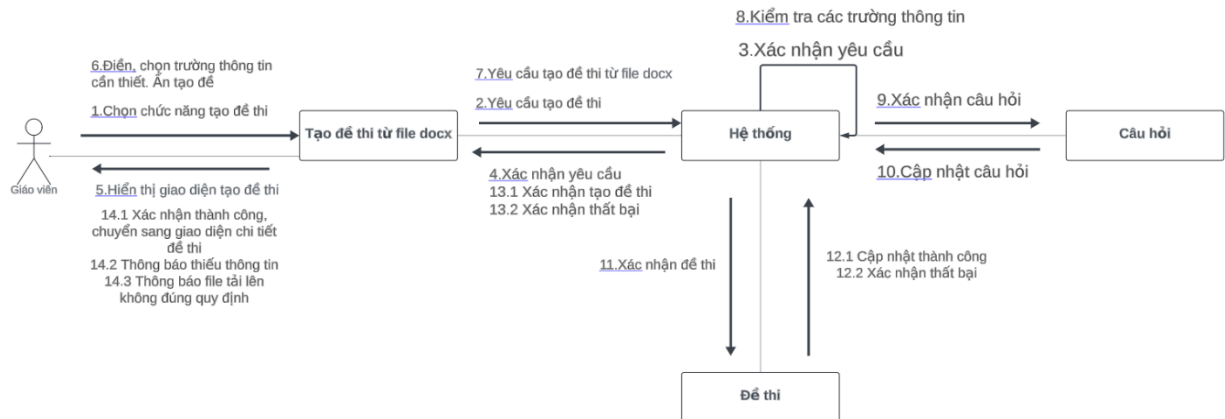 8.Kiểm tra các trường thông tin
3.Xác nhận yêu cầu
6.Điền, chọn trường thông tin
cần thiết. Ấn tạo đề
1.Chọn chức năng tạo đề thi
7.Yêu cầu tạo đề thi từ file docx
2.Yêu cầu tạo đề thi
9.Xác nhận câu hỏi
Tạo đề thi từ file docx
Hệ thống
Câu hỏi
Giáo viên
5.Hiển thị giao diện tạo đề thi
14.1 Xác nhận thành công,
chuyển sang giao diện chi tiết
đề thi
14.2 Thông báo thiếu thông tin
14.3 Thông báo file tải lên
không đúng quy định
4.Xác nhận yêu cầu
13.1 Xác nhận tạo đề thi
13.2 Xác nhận thất bại
10.Cập nhật câu hỏi
11.Xác nhận đề thi
12.1 Cập nhật thành công
12.2 Xác nhận thất bại
Đề thi